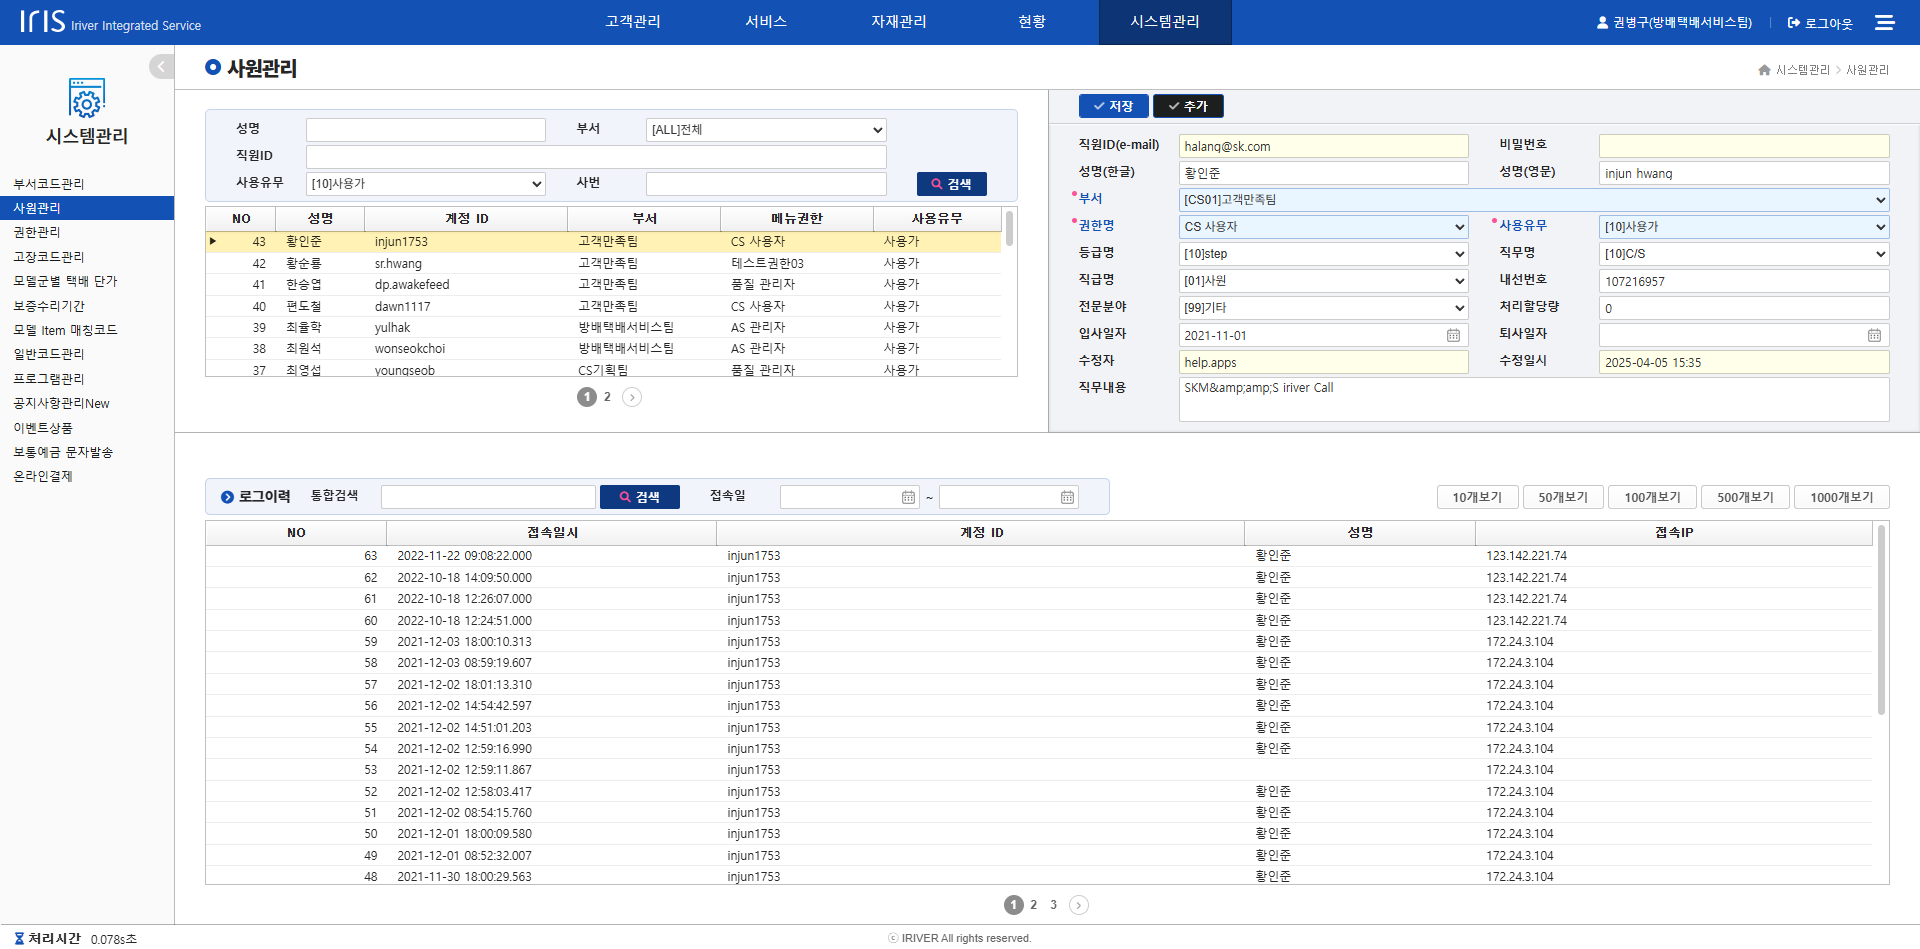 IRIS Iriver Integrated Service
고객관리 서비스 자재관리 현황 시스템관리
권병구(방배택배서비스팀) 로그아웃
시스템관리
부서코드관리
사원관리
권한관리
고장코드관리
모델군별 택배 단가
보증수리기간
모델 Item 매칭코드
일반코드관리
프로그램관리
공지사항관리New
이벤트상품
보통예금 문자발송
온라인결제
사원관리
시스템관리 > 사원관리
성명 부서 [ALL]전체
직원ID
사용유무 [10]사용가 사번 검색
NO 성명 계정 ID 부서 메뉴권한 사용유무
43 황인준 injun1753 고객만족팀 CS 사용자 사용가
42 황순룡 sr.hwang 고객만족팀 테스트권한03 사용가
41 한승엽 dp.awakefeed 고객만족팀 품질 관리자 사용가
40 편도철 dawn1117 고객만족팀 CS 사용자 사용가
39 최율학 yulhak 방배택배서비스팀 AS 관리자 사용가
38 최원석 wonseokchoi 방배택배서비스팀 AS 관리자 사용가
37 최영섭 youngseob CS기획팀 품질 관리자 사용가
1 2
저장 추가
직원ID(e-mail) halang@sk.com 비밀번호
성명(한글) 황인준 성명(영문) injun hwang
부서 [CS01]고객만족팀
권한명 CS 사용자 사용유무 [10]사용가
등급명 [10]step 직무명 [10]C/S
직급명 [01]사원 내선번호 107216957
전문분야 [99]기타 처리할당량 0
입사일자 2021-11-01 퇴사일자
수정자 help.apps 수정일시 2025-04-05 15:35
직무내용 SKM&amp;amp;S iriver Call
로그이력 통합검색 검색 접속일 ~
10개보기 50개보기 100개보기 500개보기 1000개보기
NO 접속일시 계정 ID 성명 접속IP
63 2022-11-22 09:08:22.000 injun1753 황인준 123.142.221.74
62 2022-10-18 14:09:50.000 injun1753 황인준 123.142.221.74
61 2022-10-18 12:26:07.000 injun1753 황인준 123.142.221.74
60 2022-10-18 12:24:51.000 injun1753 황인준 123.142.221.74
59 2021-12-03 18:00:10.313 injun1753 황인준 172.24.3.104
58 2021-12-03 08:59:19.607 injun1753 황인준 172.24.3.104
57 2021-12-02 18:01:13.310 injun1753 황인준 172.24.3.104
56 2021-12-02 14:54:42.597 injun1753 황인준 172.24.3.104
55 2021-12-02 14:51:01.203 injun1753 황인준 172.24.3.104
54 2021-12-02 12:59:16.990 injun1753 황인준 172.24.3.104
53 2021-12-02 12:59:11.867 injun1753 172.24.3.104
52 2021-12-02 12:58:03.417 injun1753 황인준 172.24.3.104
51 2021-12-02 08:54:15.760 injun1753 황인준 172.24.3.104
50 2021-12-01 18:00:09.580 injun1753 황인준 172.24.3.104
49 2021-12-01 08:52:32.007 injun1753 황인준 172.24.3.104
48 2021-11-30 18:00:29.563 injun1753 황인준 172.24.3.104
1 2 3
처리시간 0.078s초
ⓒ IRIVER All rights reserved.